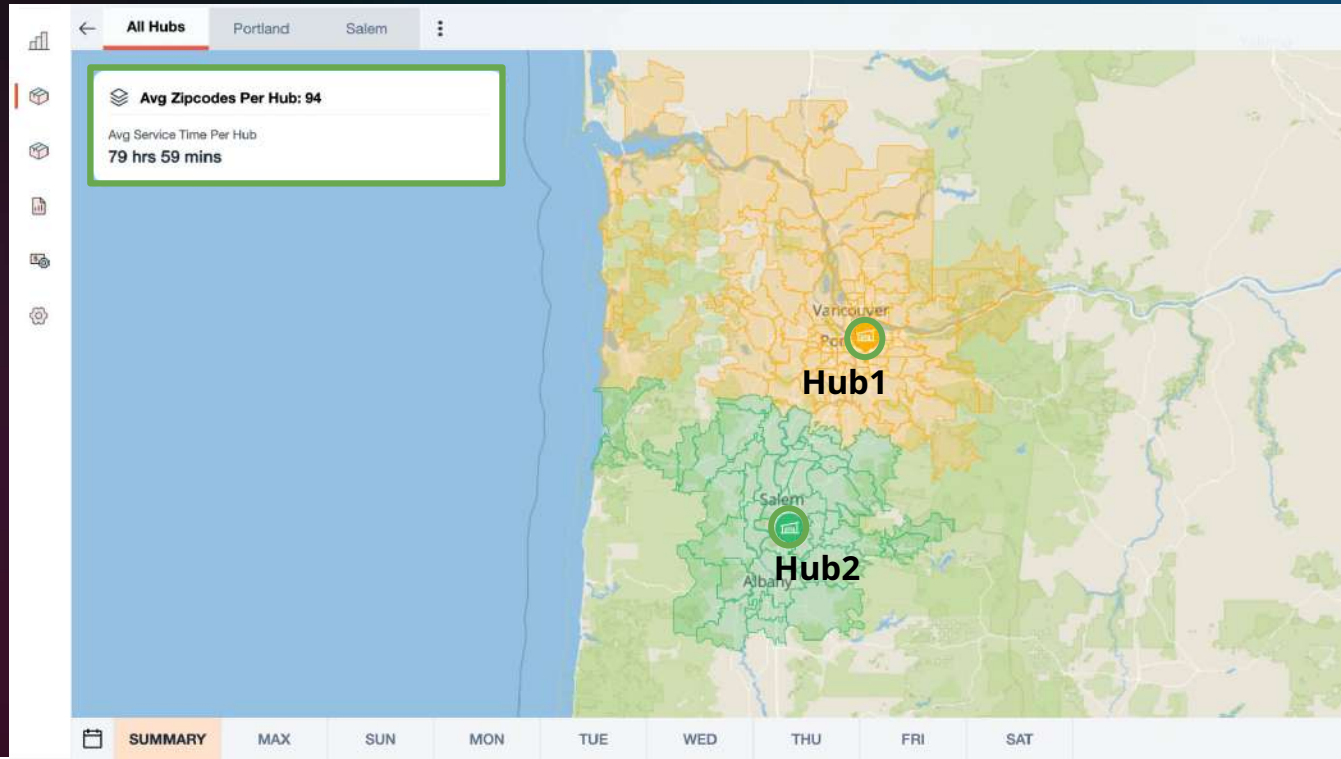 All Hubs Portland Salem
Avg Zipcodes Per Hub: 94
Avg Service Time Per Hub
79 hrs 59 mins
Vancouver
Hub1
Salem
Hub2
Albany
SUMMARY MAX SUN MON TUE WED THU FRI SAT